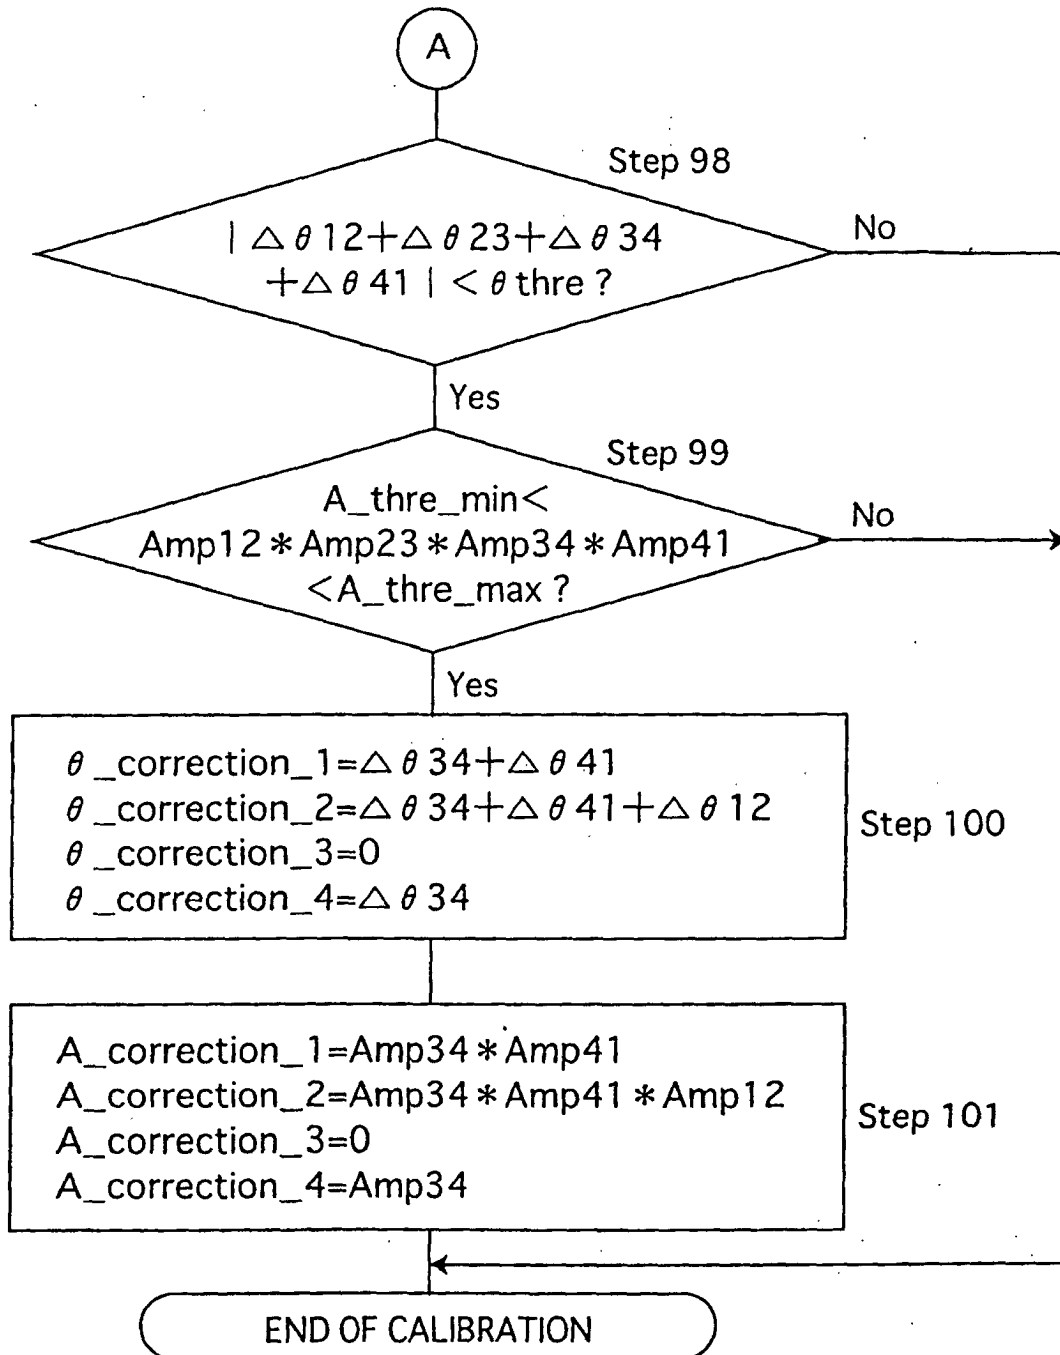 A
Step 98
| △θ12+△θ23+△θ34
+△θ41 | < θ thre ?
No
Yes
Step 99
A_thre_min<
Amp12*Amp23*Amp34*Amp41
<A_thre_max ?
No
Yes
θ_correction_1=△θ34+△θ41
θ_correction_2=△θ34+△θ41+△θ12
θ_correction_3=0
θ_correction_4=△θ34
Step 100
A_correction_1=Amp34*Amp41
A_correction_2=Amp34*Amp41*Amp12
A_correction_3=0
A_correction_4=Amp34
Step 101
END OF CALIBRATION